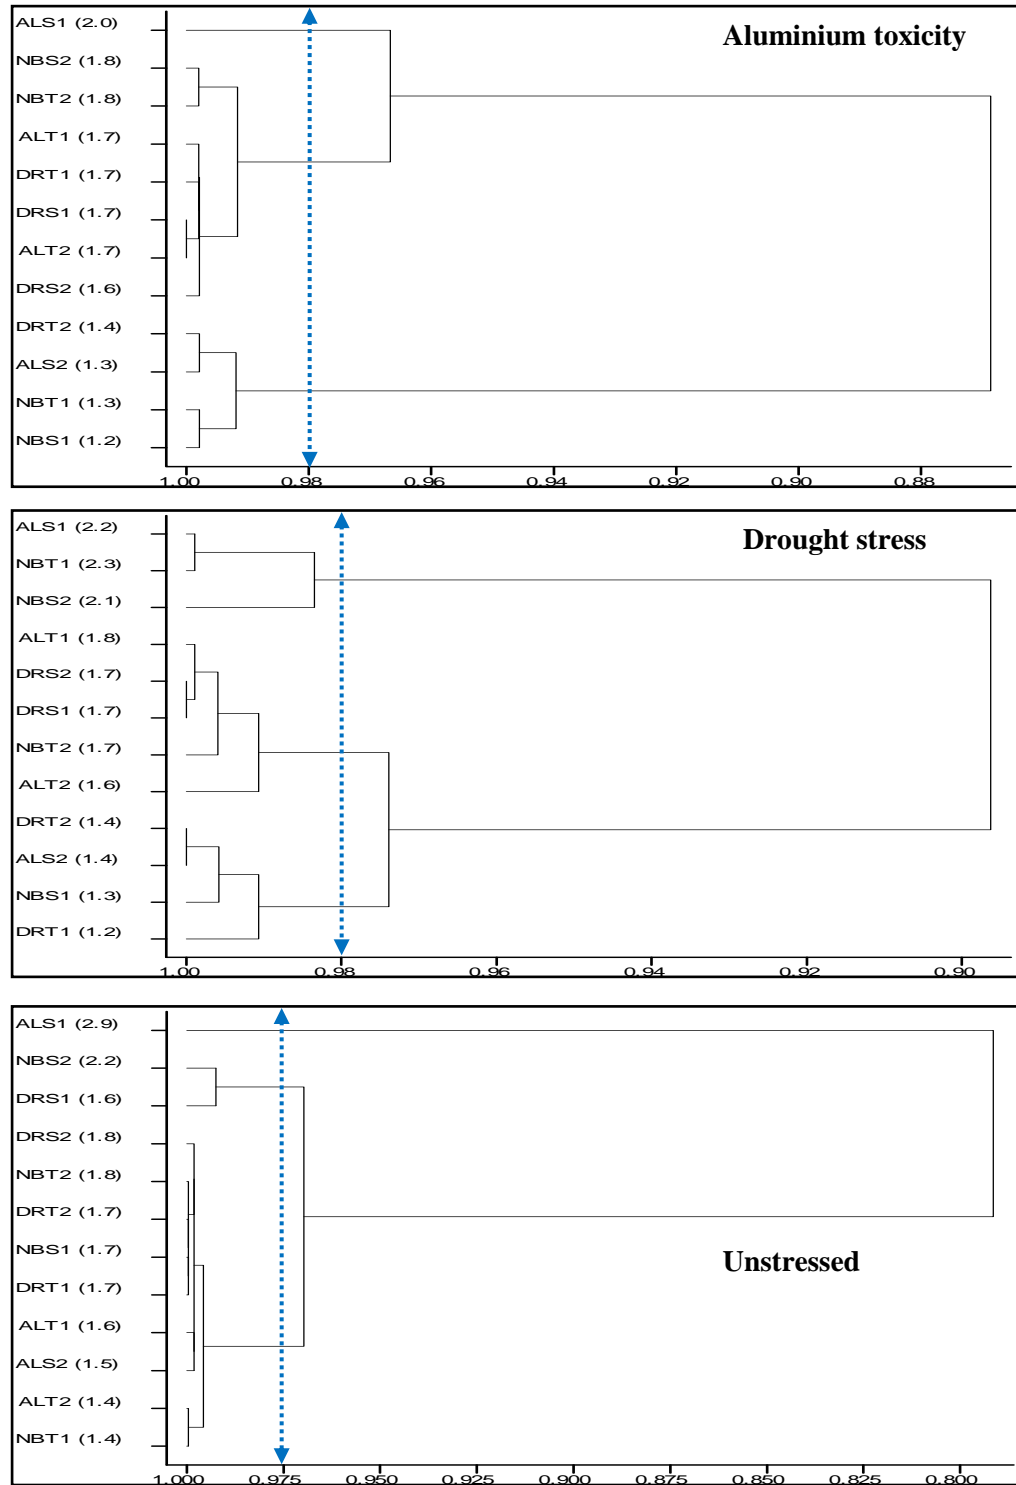 ALS1 (2.0)
Aluminium toxicity
NBS2 (1.8)
NBT2 (1.8)
ALT1 (1.7)
DRT1 (1.7)
DRS1 (1.7)
ALT2 (1.7)
DRS2 (1.6)
DRT2 (1.4)
ALS2 (1.3)
NBT1 (1.3)
NBS1 (1.2)
1.00 0.98 0.96 0.94 0.92 0.90 0.88
ALS1 (2.2)
Drought stress
NBT1 (2.3)
NBS2 (2.1)
ALT1 (1.8)
DRS2 (1.7)
DRS1 (1.7)
NBT2 (1.7)
ALT2 (1.6)
DRT2 (1.4)
ALS2 (1.4)
NBS1 (1.3)
DRT1 (1.2)
1.00 0.98 0.96 0.94 0.92 0.90
ALS1 (2.9)
NBS2 (2.2)
DRS1 (1.6)
DRS2 (1.8)
NBT2 (1.8)
DRT2 (1.7)
NBS1 (1.7)
Unstressed
DRT1 (1.7)
ALT1 (1.6)
ALS2 (1.5)
ALT2 (1.4)
NBT1 (1.4)
1.000 0.975 0.950 0.925 0.900 0.875 0.850 0.825 0.800